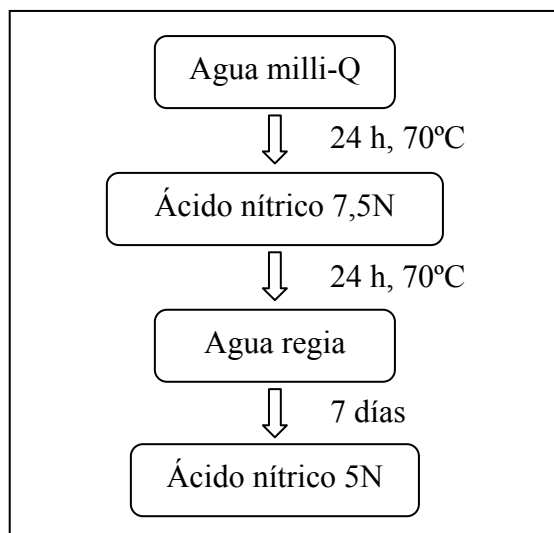 Agua milli-Q
24 h, 70ºC
Ácido nítrico 7,5N
24 h, 70ºC
Agua regia
7 días
Ácido nítrico 5N